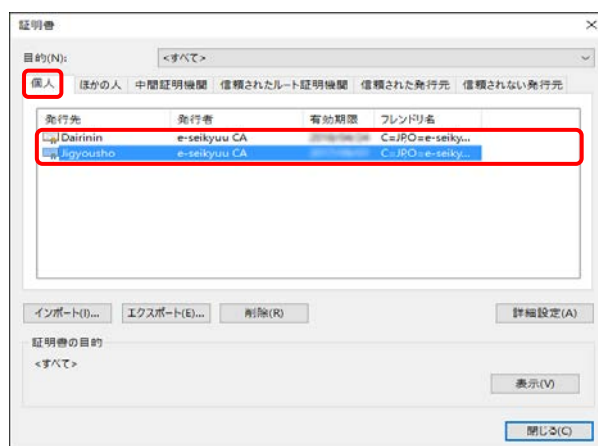 証明書
目的(N): <すべて>
個人 ほかの人 中間証明機関 信頼されたルート証明機関 信頼された発行元 信頼されない発行元
発行先 発行者 有効期限 フレンドリ名
Dairinin e-seikyuu CA C=JP,O=e-seiky...
Jigyousho e-seikyuu CA C=JP,O=e-seiky...
インポート(I)... エクスポート(E)... 削除(R) 詳細設定(A)
証明書の目的
<すべて>
表示(V)
閉じる(C)